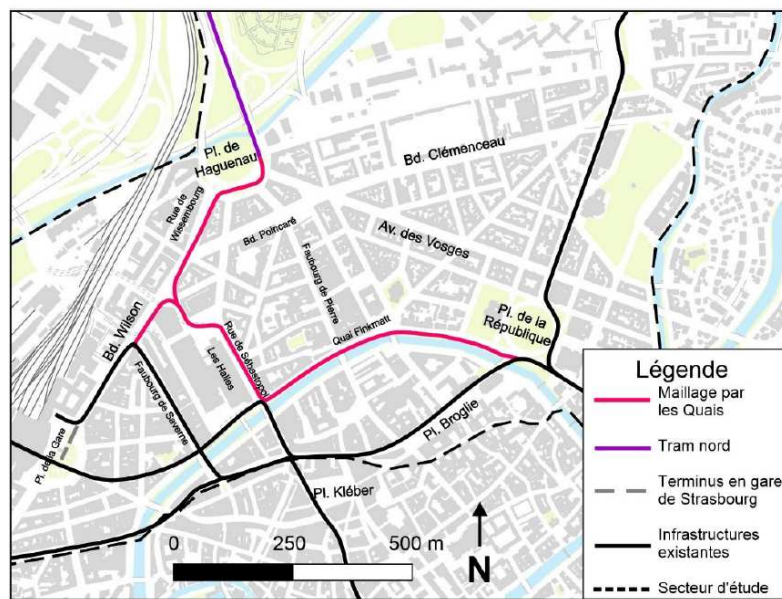 Pl. de
Haguenau
Bd. Clémenceau
Rue de
Wissembourg
Bd. Poincaré
Av. des Vosges
Faubourg de Pierre
Pl. de la
République
Bd. Wilson
Quai Finkmatt
Rue de Sébastopol
Les Halles
Faubourg de Saverne
Pl. de la Gare
Pl. Broglie
Pl. Kléber
0 250 500 m
N
Légende
Maillage par
les Quais
Tram nord
Terminus en gare
de Strasbourg
Infrastructures
existantes
Secteur d'étude